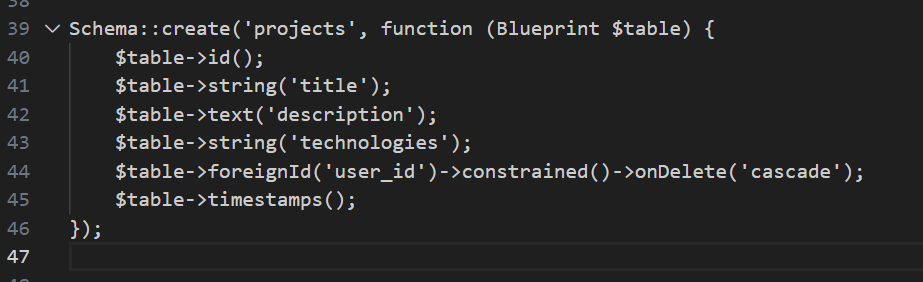 38
39 Schema::create('projects', function (Blueprint $table) {
40 $table->id();
41 $table->string('title');
42 $table->text('description');
43 $table->string('technologies');
44 $table->foreignId('user_id')->constrained()->onDelete('cascade');
45 $table->timestamps();
46 });
47
48